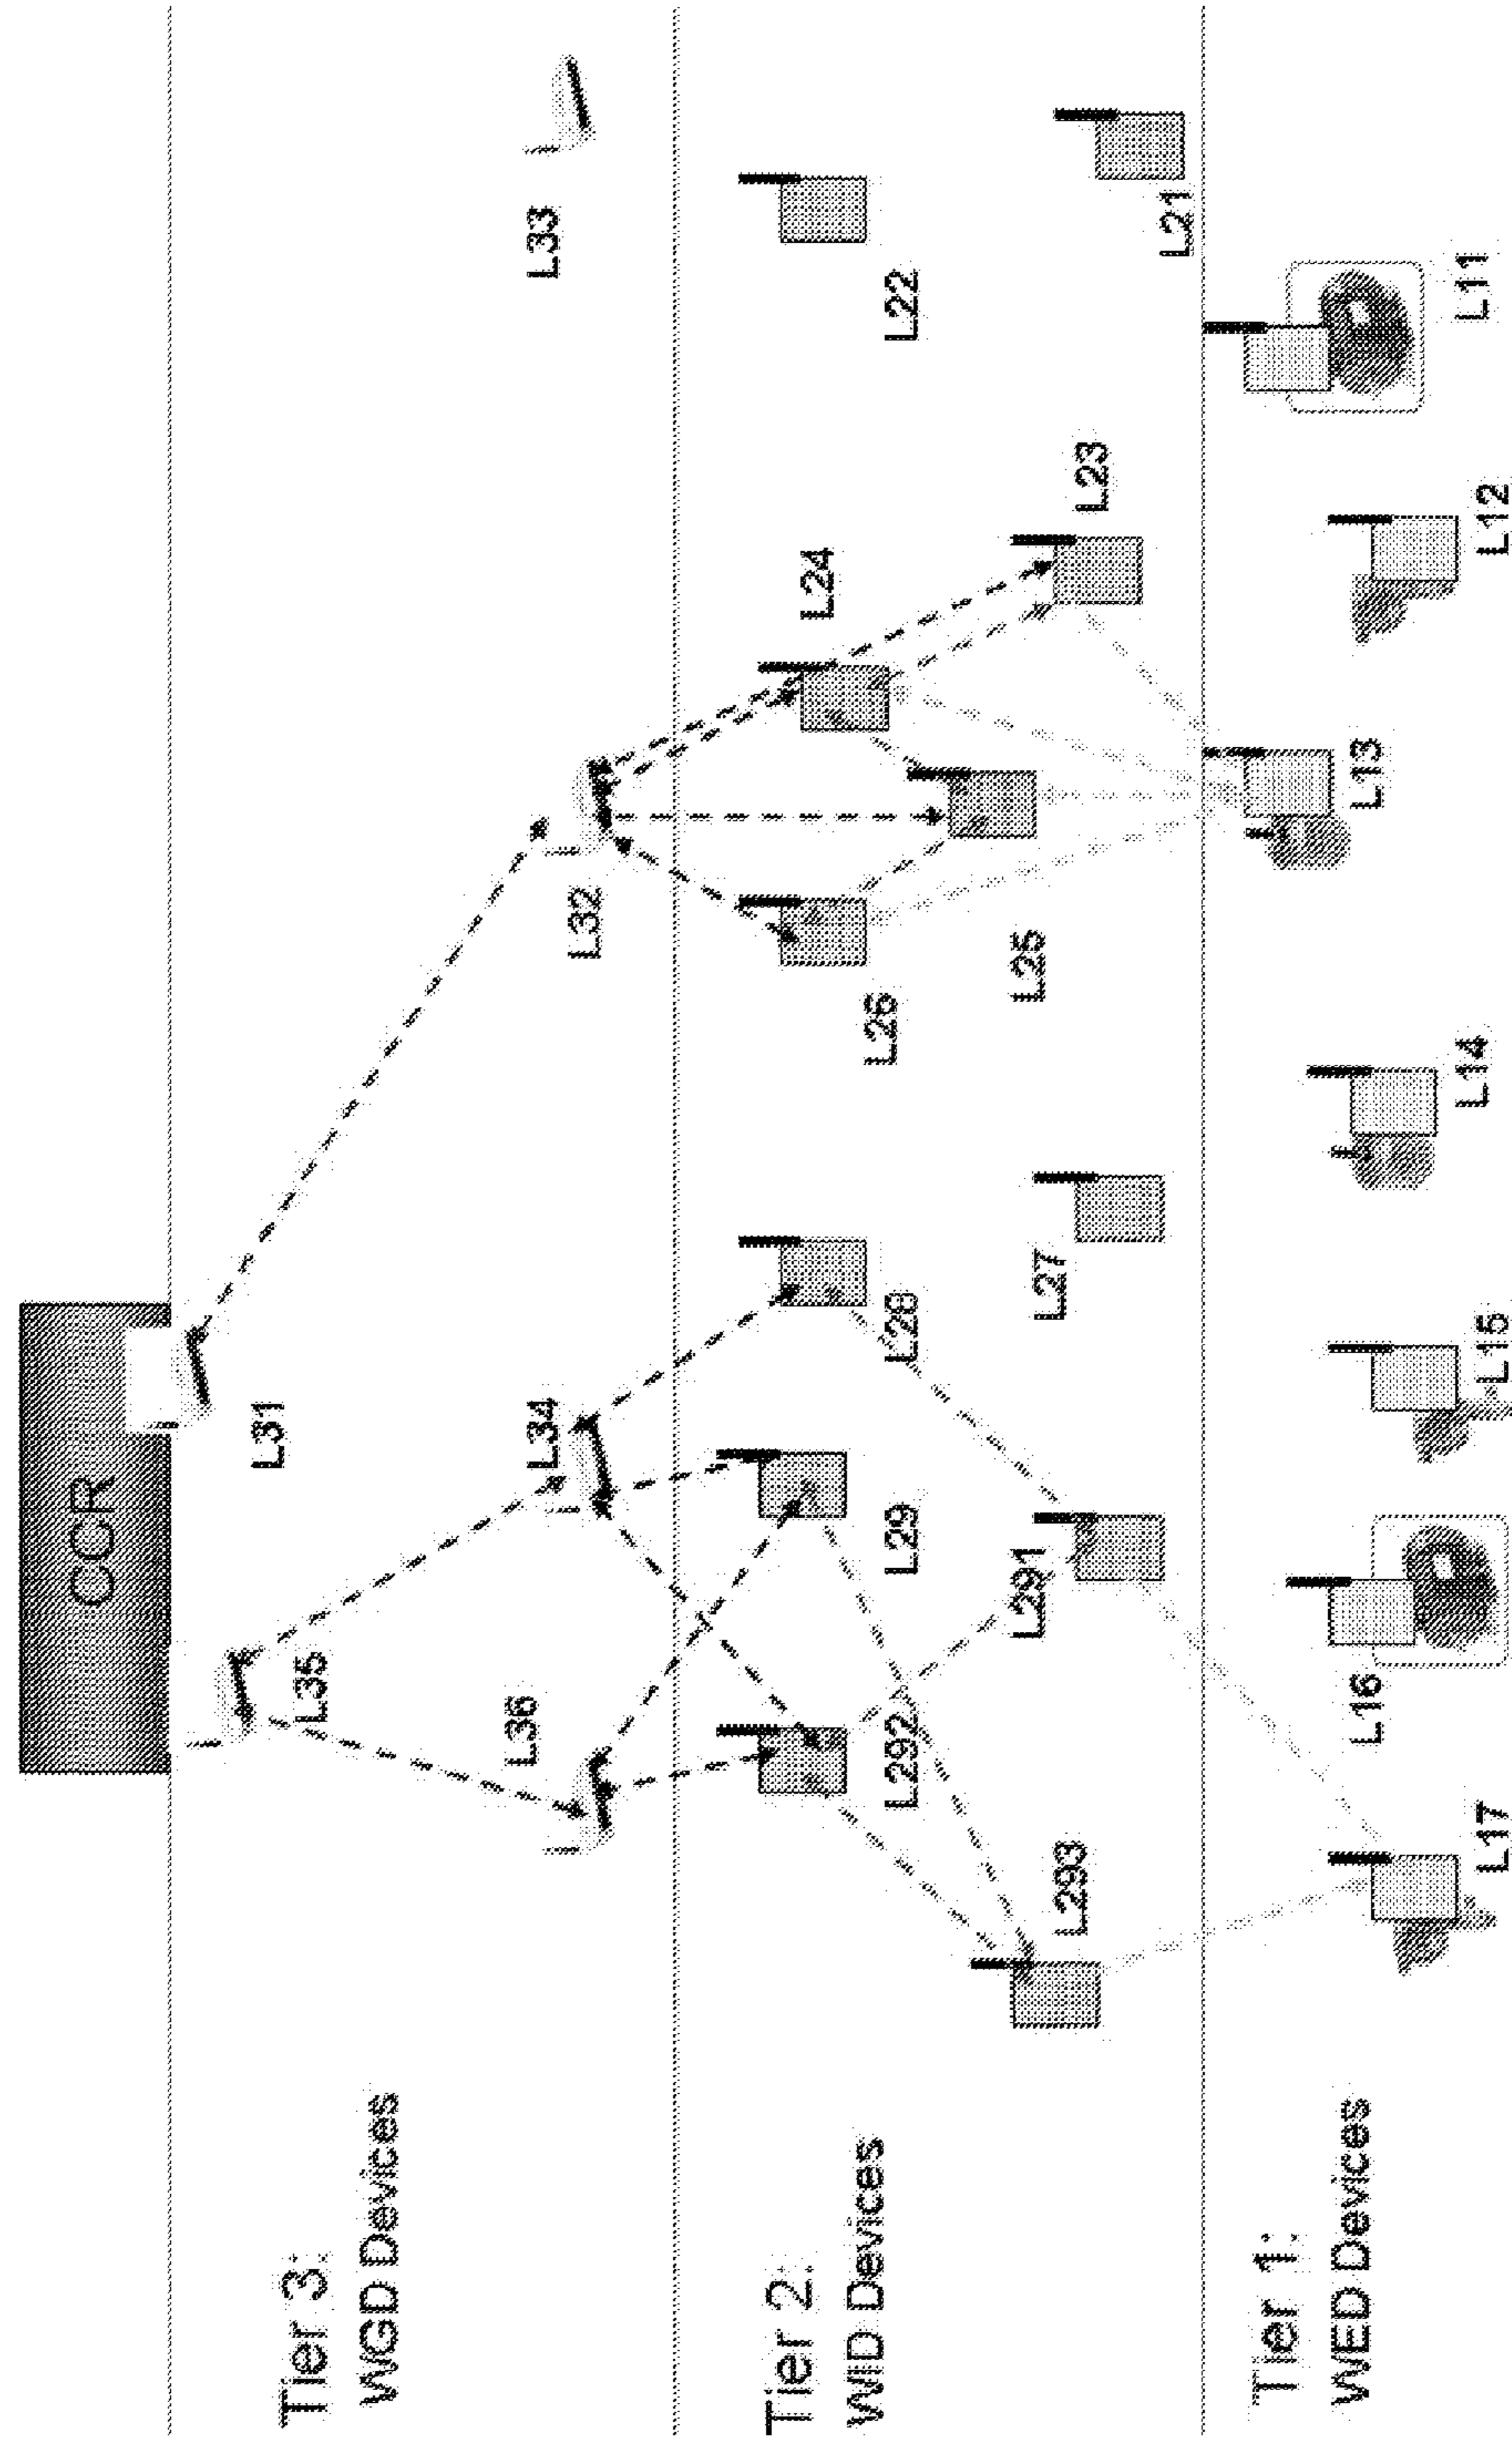 CCR
Tier 3:
WGD Devices
L35
L31
L36
L34
L32
L33
Tier 2:
WID Devices
L293
L292
L29
L291
L28
L27
L26
L25
L24
L23
L22
L21
Tier 1:
WED Devices
L17
L16
L15
L14
L13
L12
L11